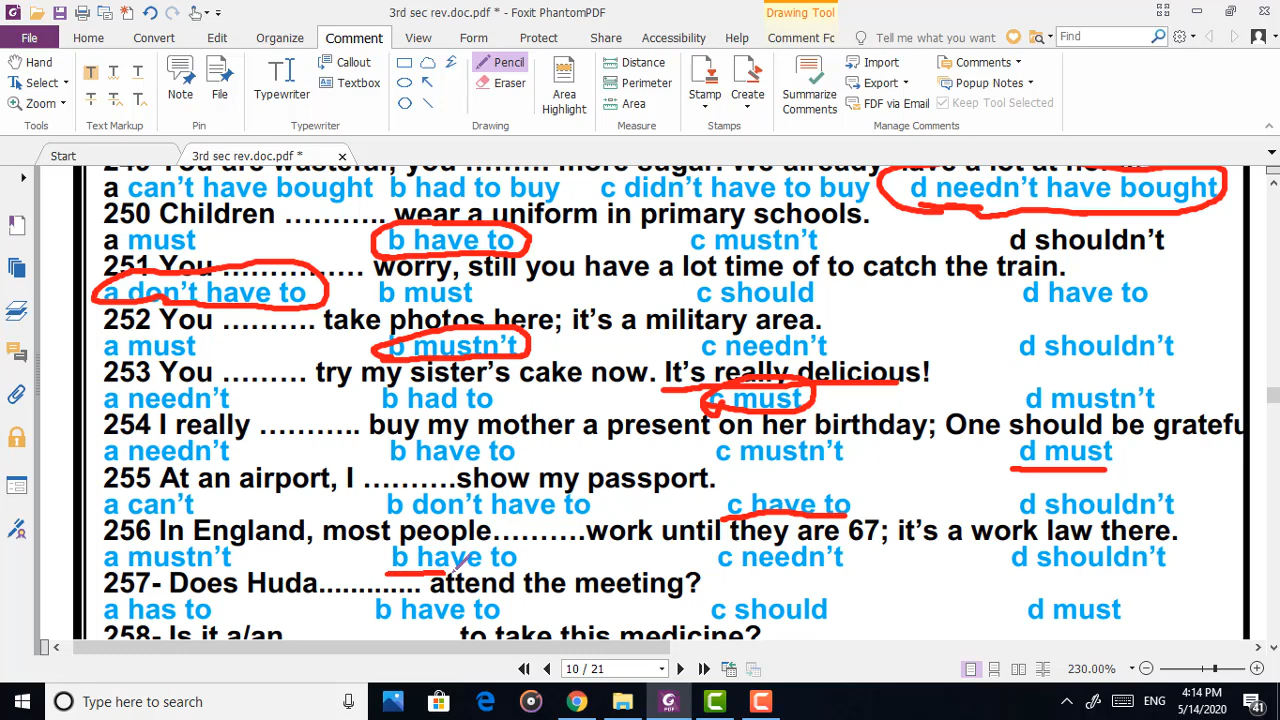 3rd sec rev.doc.pdf * - Foxit PhantomPDF
Drawing Tool
File Home Convert Edit Organize Comment View Form Protect Share Accessibility Help Comment Fc
Tell me what you want... Find
Hand
Select
Zoom
Tools
Text Markup
Note
File
Pin
Typewriter
Callout
Textbox
Typewriter
Pencil
Eraser
Drawing
Area Highlight
Distance
Perimeter
Area
Measure
Stamp
Create
Stamps
Summarize Comments
Import
Export
FDF via Email
Comments
Popup Notes
Keep Tool Selected
Manage Comments
Start 3rd sec rev.doc.pdf *
a can't have bought b had to buy c didn't have to buy d needn't have bought
250 Children ……….. wear a uniform in primary schools.
a must b have to c mustn't d shouldn't
251 You …………… worry, still you have a lot time of to catch the train.
a don't have to b must c should d have to
252 You ………. take photos here; it's a military area.
a must b mustn't c needn't d shouldn't
253 You ……… try my sister's cake now. It's really delicious!
a needn't b had to c must d mustn't
254 I really ……….. buy my mother a present on her birthday; One should be gratefu
a needn't b have to c mustn't d must
255 At an airport, I ……….show my passport.
a can't b don't have to c have to d shouldn't
256 In England, most people……….work until they are 67; it's a work law there.
a mustn't b have to c needn't d shouldn't
257- Does Huda............. attend the meeting?
a has to b have to c should d must
258- Is it a/an to take this medicine?
10 / 21 230.00%
Type here to search ENG 4:14 PM 5/14/2020 41